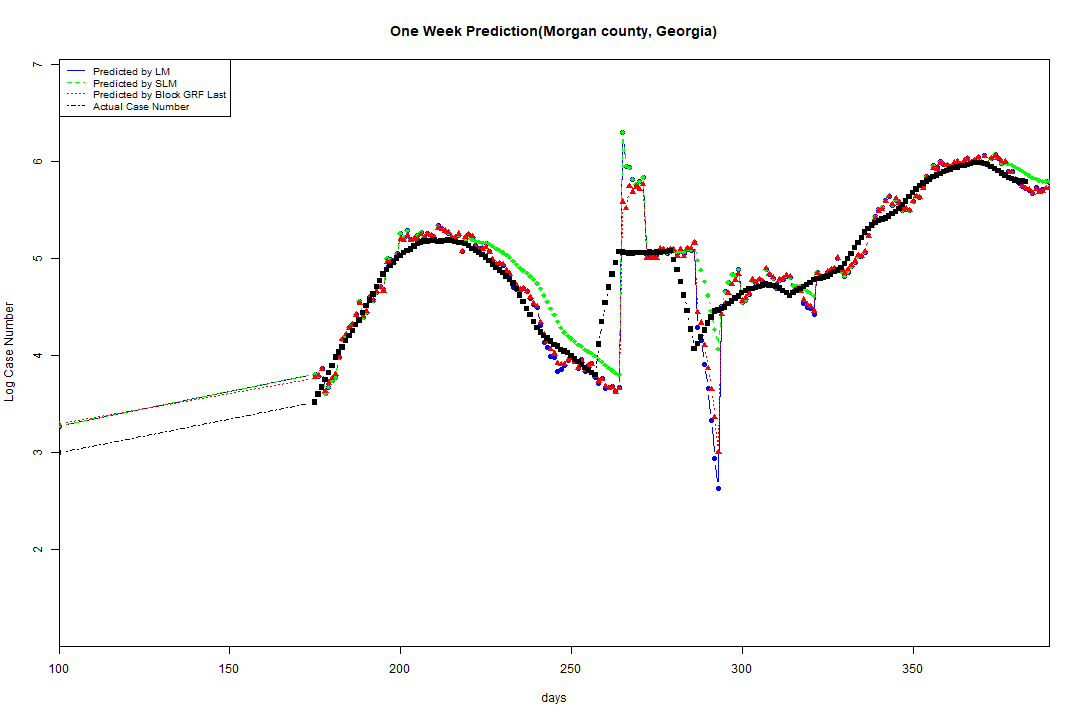 One Week Prediction(Morgan county, Georgia)
Predicted by LM
Predicted by SLM
Predicted by Block GRF Last
Actual Case Number
7
6
5
4
3
2
Log Case Number
100 150 200 250 300 350
days